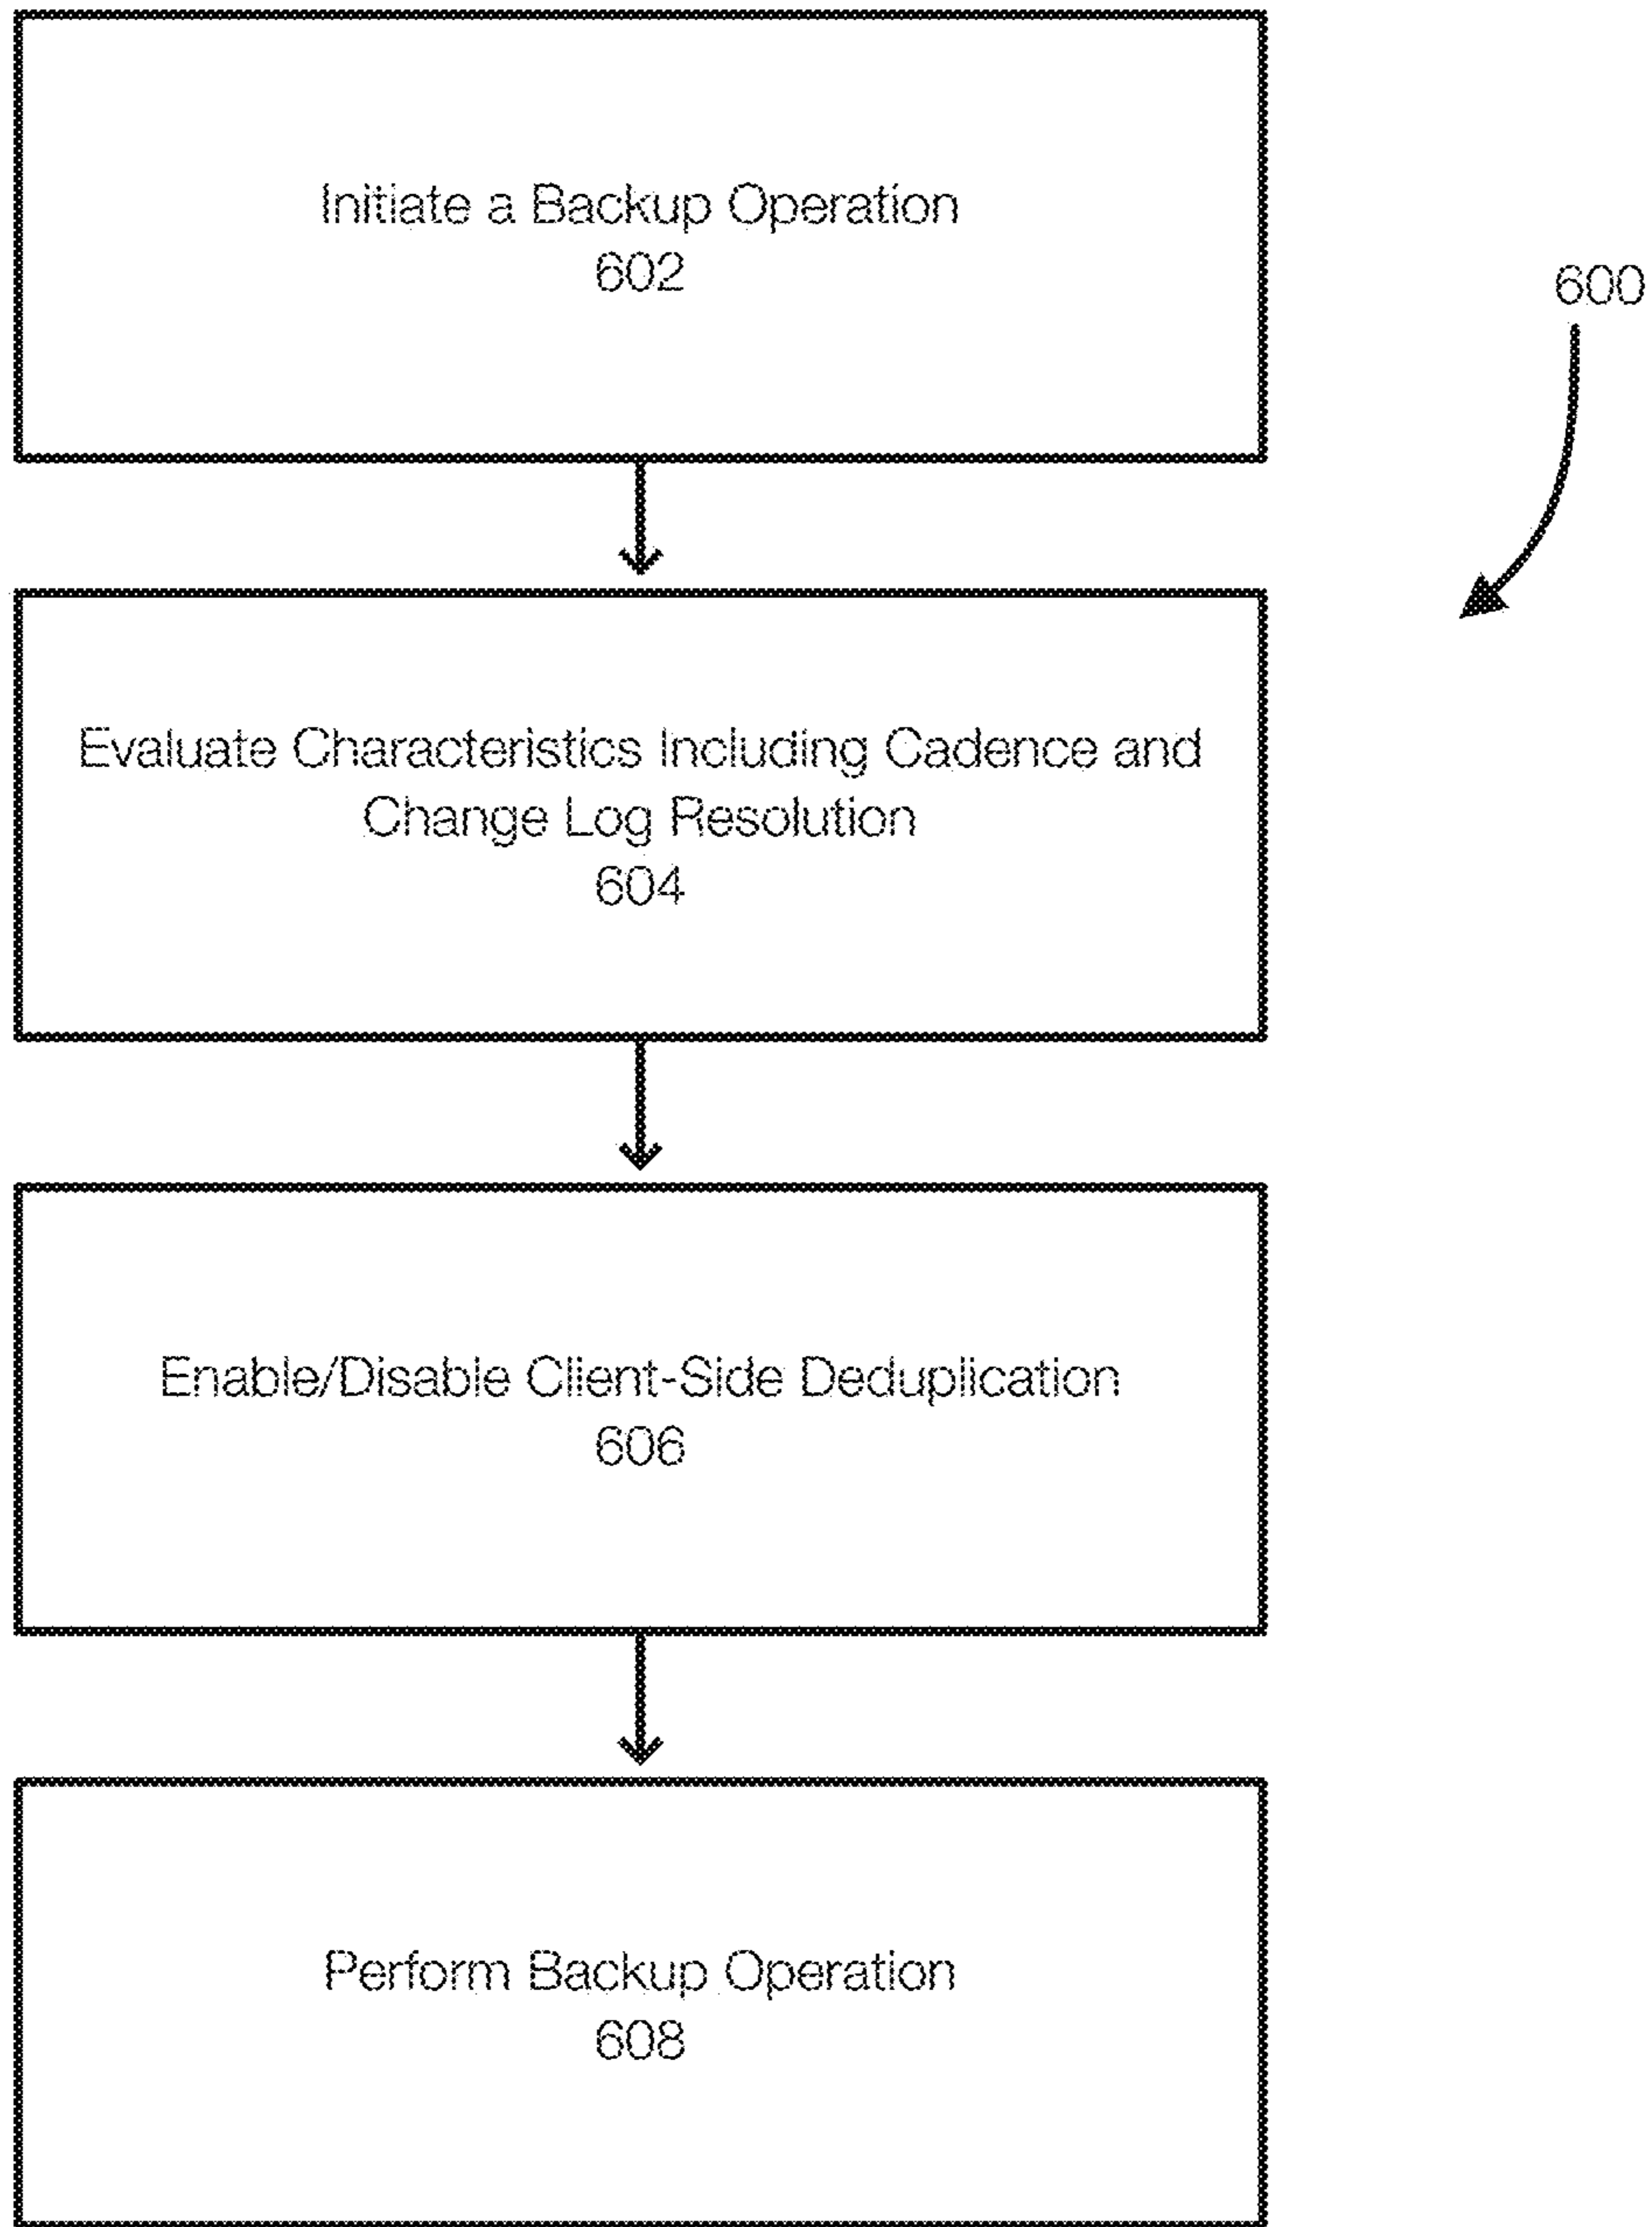 Initiate a Backup Operation
602
600
Evaluate Characteristics Including Cadence and
Change Log Resolution
604
Enable/Disable Client-Side Deduplication
606
Perform Backup Operation
608